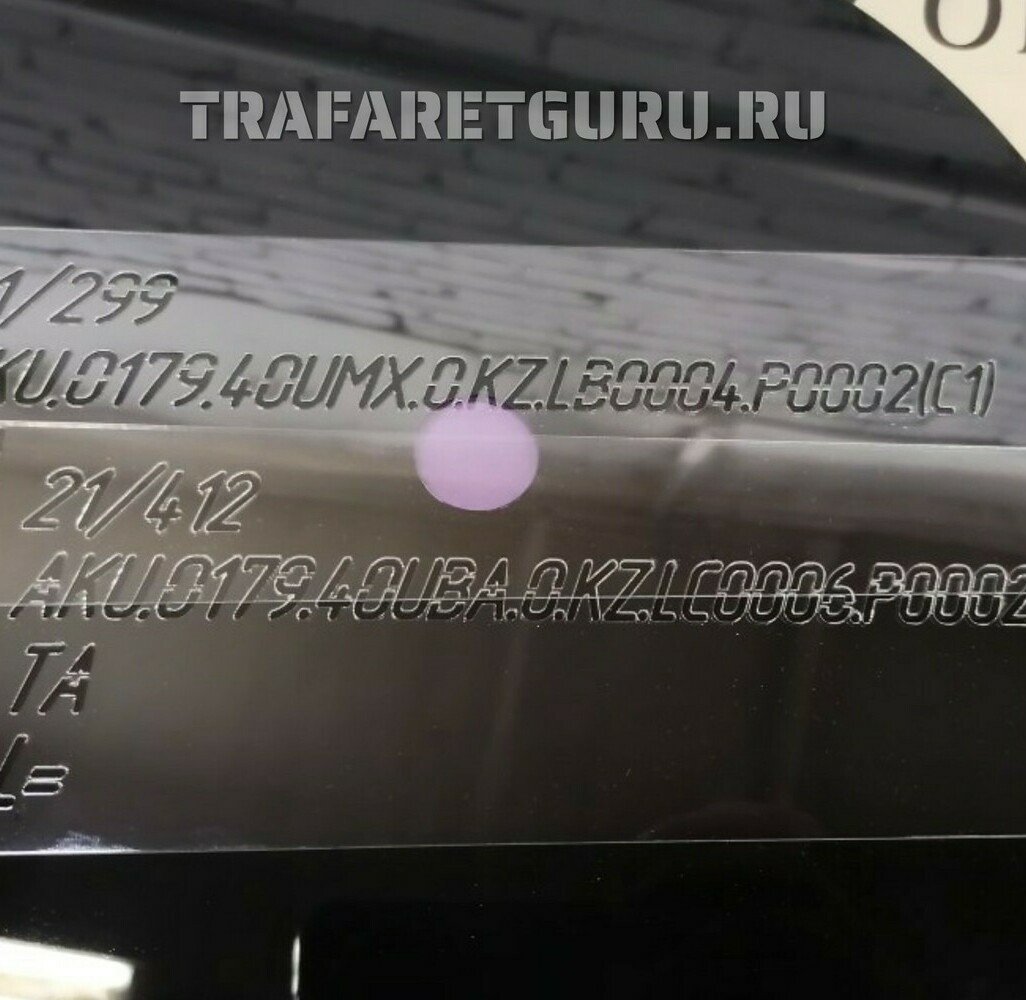 TRAFARETGURU.RU
1/299
KU.0179.40UMX.0.KZ.LB0004.P0002(C1)
21/412
AKU.0179.40UBA.0.KZ.LC0006.P0002
TA
L=